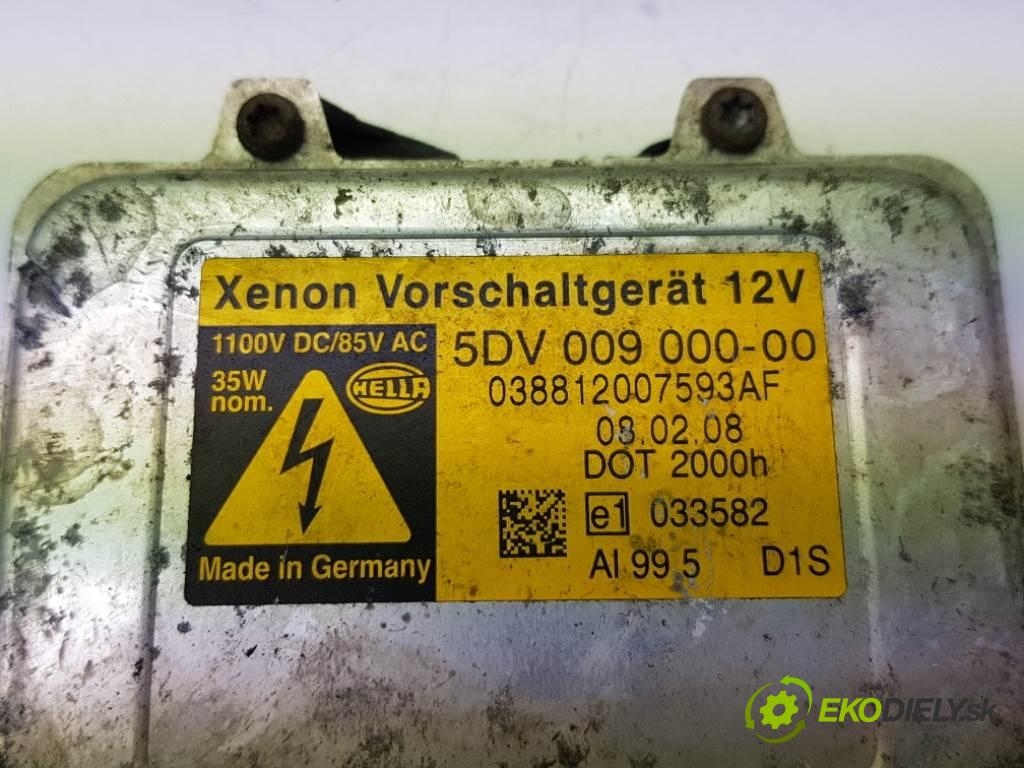 Xenon Vorschaltgerät 12V
1100V DC/85V AC
35W
nom.
HELLA
Made in Germany
5DV 009 000-00
038812007593AF
08.02.08
DOT 2000h
e1 033582
Al 99 5 D1S
EKODIELY.sk